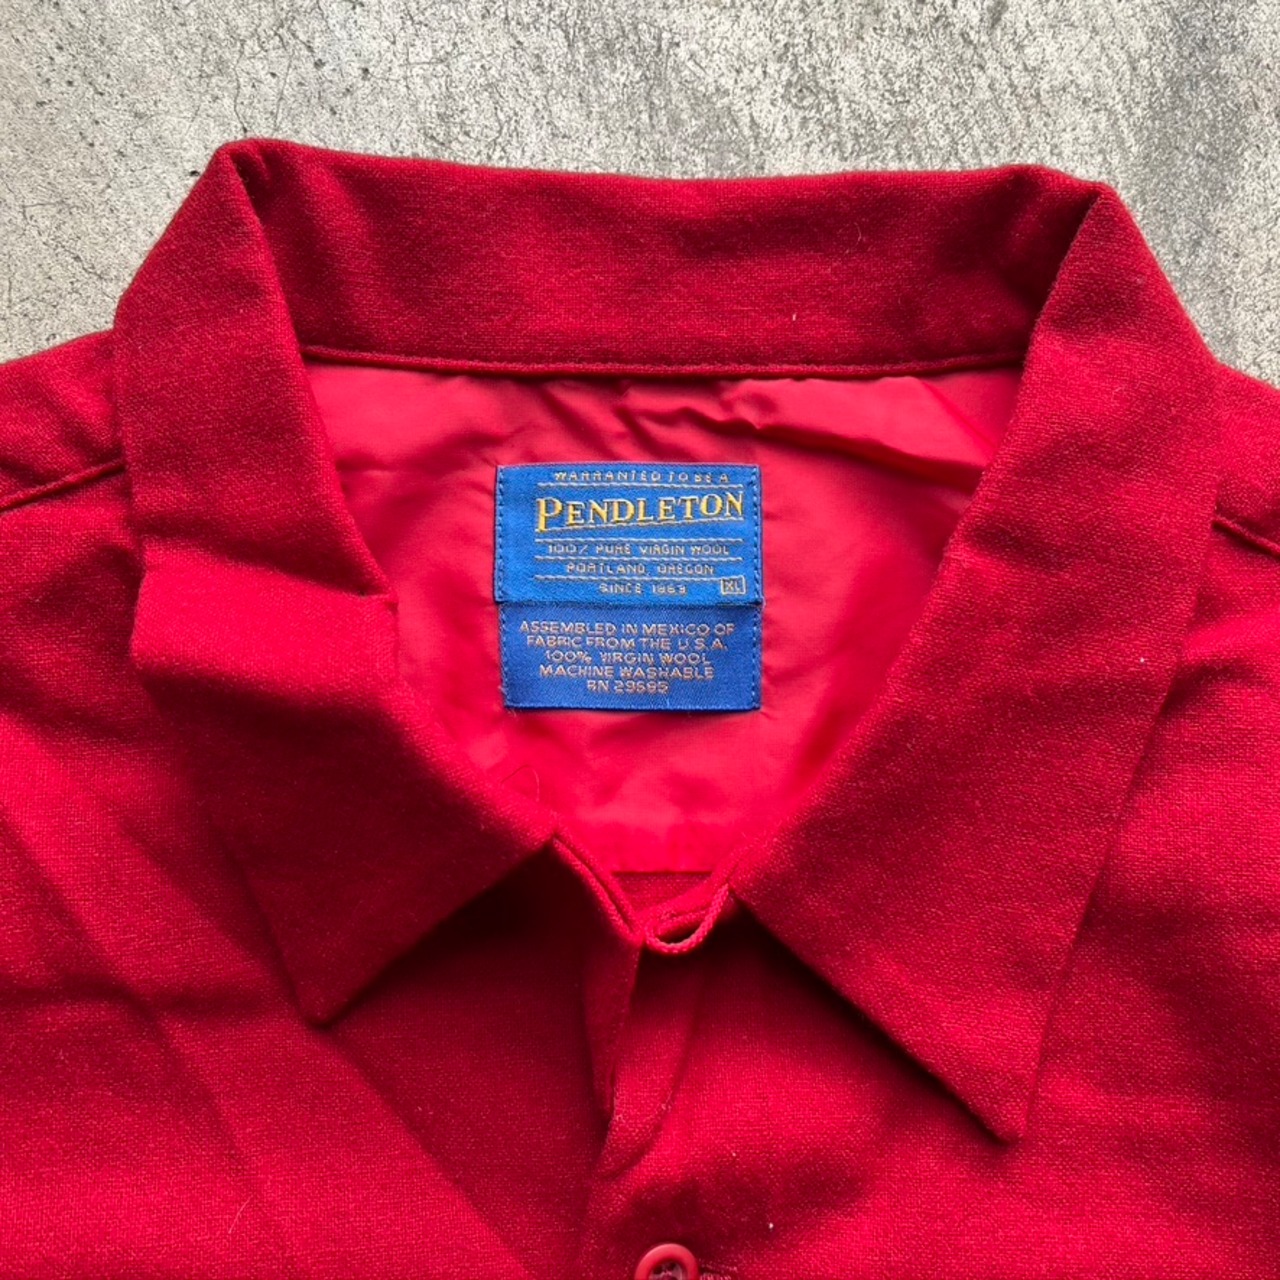 WARRANTED TO BE A
PENDLETON
100% PURE VIRGIN WOOL
PORTLAND, OREGON
SINCE 1863 XL
ASSEMBLED IN MEXICO OF
FABRIC FROM THE U.S.A.
100% VIRGIN WOOL
MACHINE WASHABLE
RN 29685